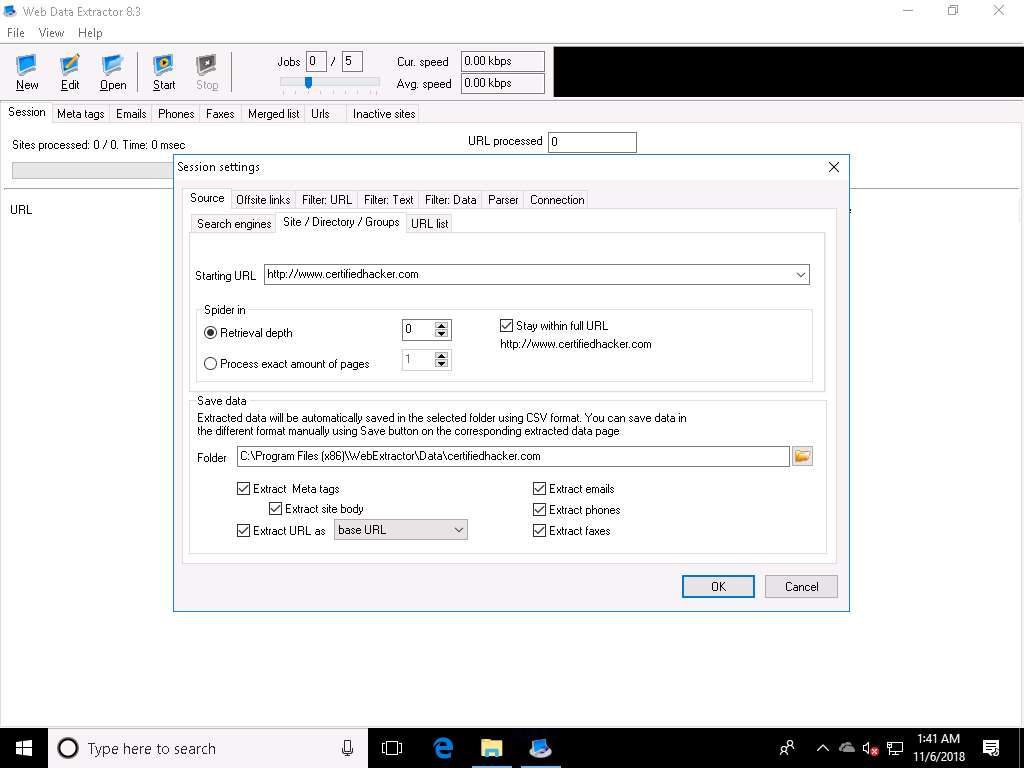 Web Data Extractor 8.3
File View Help
New Edit Open Start Stop
Jobs 0 / 5
Cur. speed 0.00 kbps
Avg. speed 0.00 kbps
Session Meta tags Emails Phones Faxes Merged list Urls Inactive sites
Sites processed: 0 / 0. Time: 0 msec
URL processed 0
URL
Session settings
Source Offsite links Filter: URL Filter: Text Filter: Data Parser Connection
Search engines Site / Directory / Groups URL list
Starting URL http://www.certifiedhacker.com
Spider in
Retrieval depth 0
Stay within full URL
http://www.certifiedhacker.com
Process exact amount of pages 1
Save data
Extracted data will be automatically saved in the selected folder using CSV format. You can save data in
the different format manually using Save button on the corresponding extracted data page
Folder C:\Program Files (x86)\WebExtractor\Data\certifiedhacker.com
Extract Meta tags
Extract emails
Extract site body
Extract phones
Extract URL as base URL
Extract faxes
OK Cancel
Type here to search
1:41 AM
11/6/2018